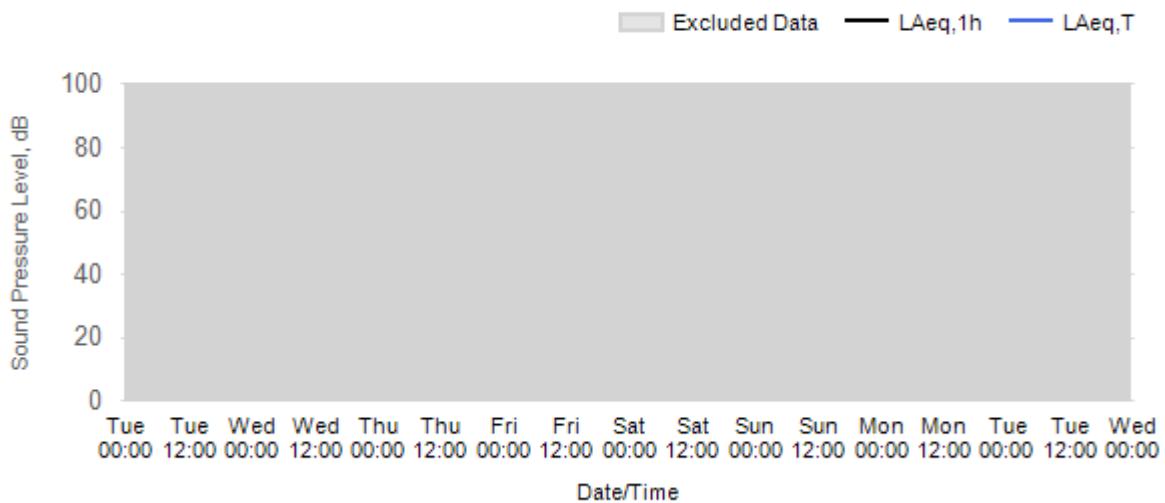 Excluded Data LAeq,1h LAeq,T
Sound Pressure Level, dB
100
80
60
40
20
0
Tue Tue Wed Wed Thu Thu Fri Fri Sat Sat Sun Sun Mon Mon Tue Tue Wed
00:00 12:00 00:00 12:00 00:00 12:00 00:00 12:00 00:00 12:00 00:00 12:00 00:00 12:00 00:00 12:00 00:00
Date/Time